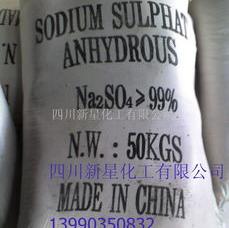 SODIUM SULPHAT
ANHYDROUS
Na₂SO₄≥99%
四川新星化工有限公
N.W.:50KGS
四川新星化工有限公司
MADE IN CHINA
13990350832